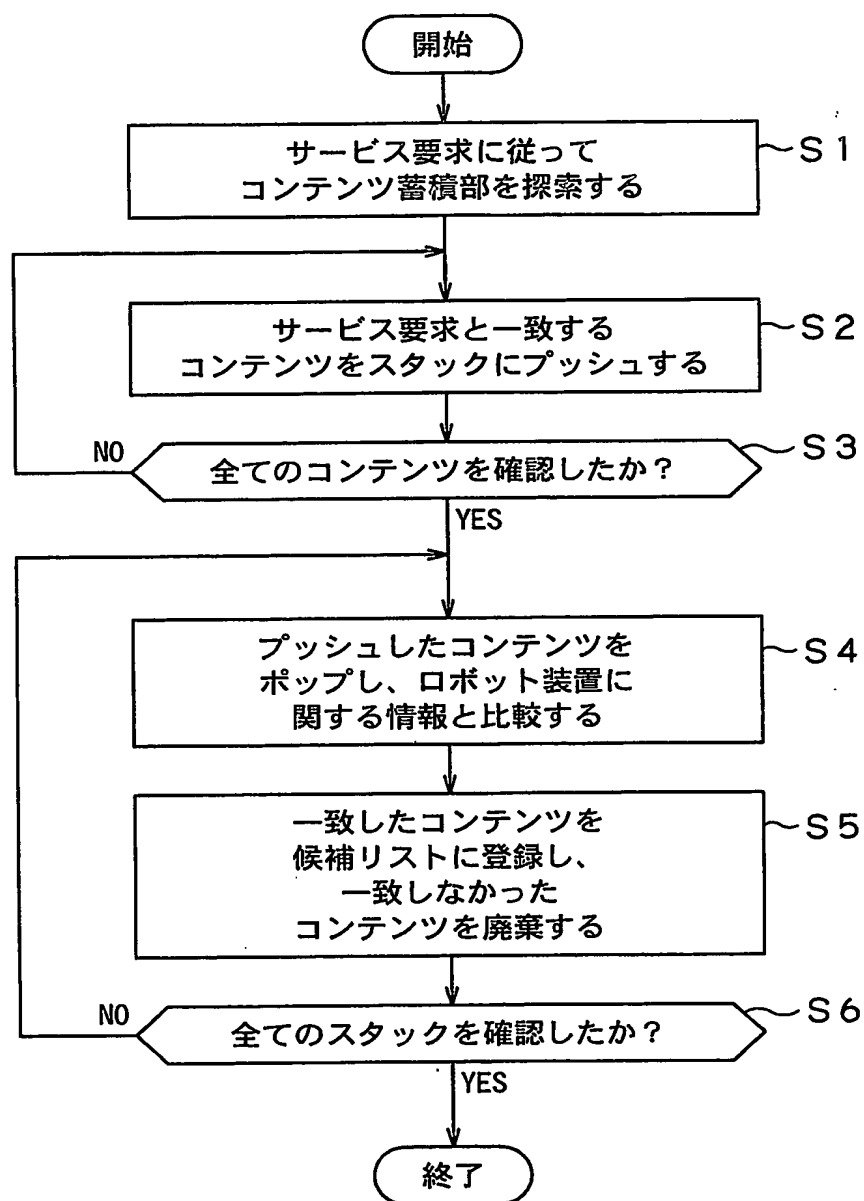 開始
サービス要求に従って
コンテンツ蓄積部を探索する
S1
サービス要求と一致する
コンテンツをスタックにプッシュする
S2
全てのコンテンツを確認したか?
S3
NO
YES
プッシュしたコンテンツを
ポップし、ロボット装置に
関する情報と比較する
S4
一致したコンテンツを
候補リストに登録し、
一致しなかった
コンテンツを廃棄する
S5
全てのスタックを確認したか?
S6
NO
YES
終了